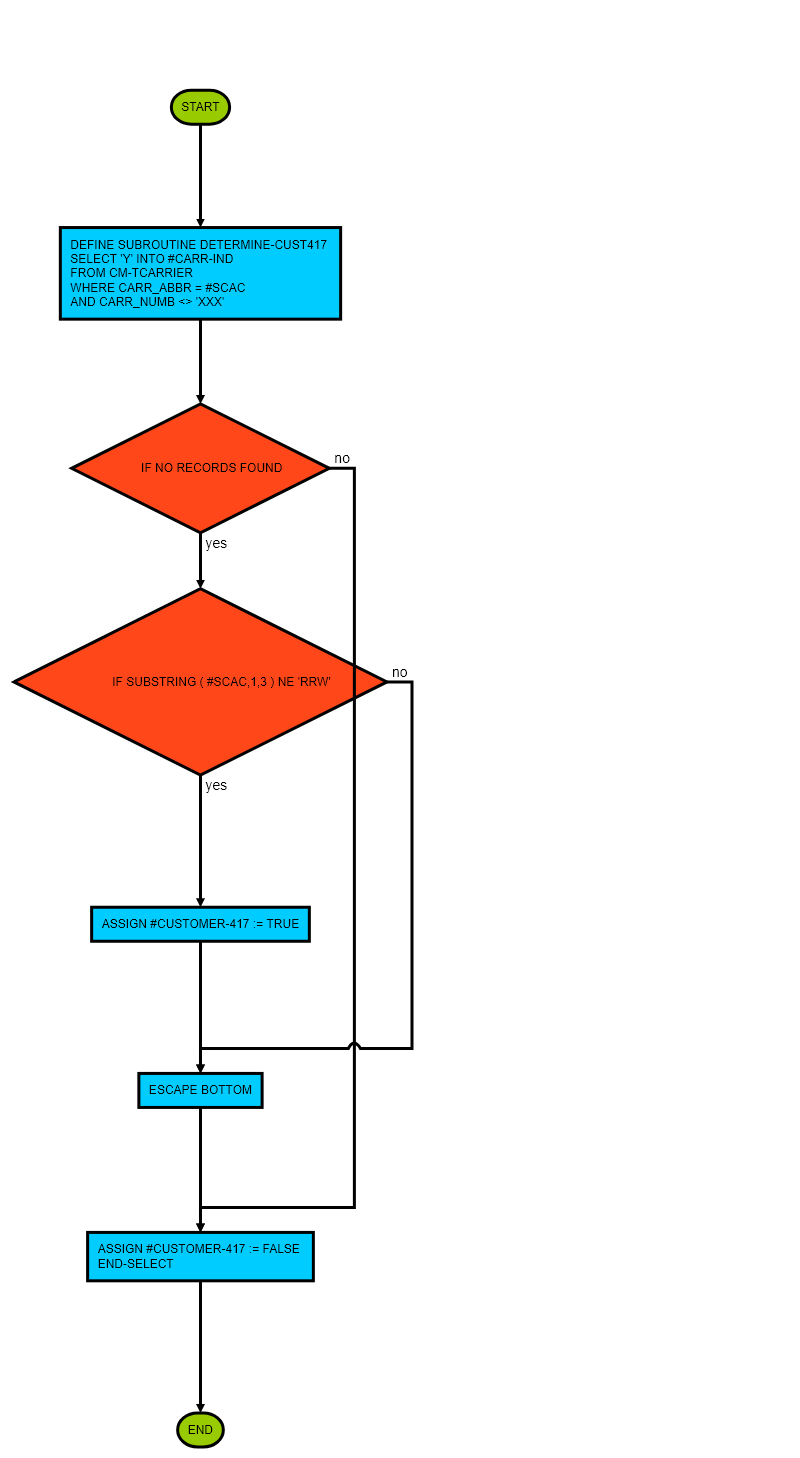 START
DEFINE SUBROUTINE DETERMINE-CUST417
SELECT 'Y' INTO #CARR-IND
FROM CM-TCARRIER
WHERE CARR_ABBR = #SCAC
AND CARR_NUMB <> 'XXX'
IF NO RECORDS FOUND
no
yes
IF SUBSTRING ( #SCAC,1,3 ) NE 'RRW'
no
yes
ASSIGN #CUSTOMER-417 := TRUE
ESCAPE BOTTOM
ASSIGN #CUSTOMER-417 := FALSE
END-SELECT
END